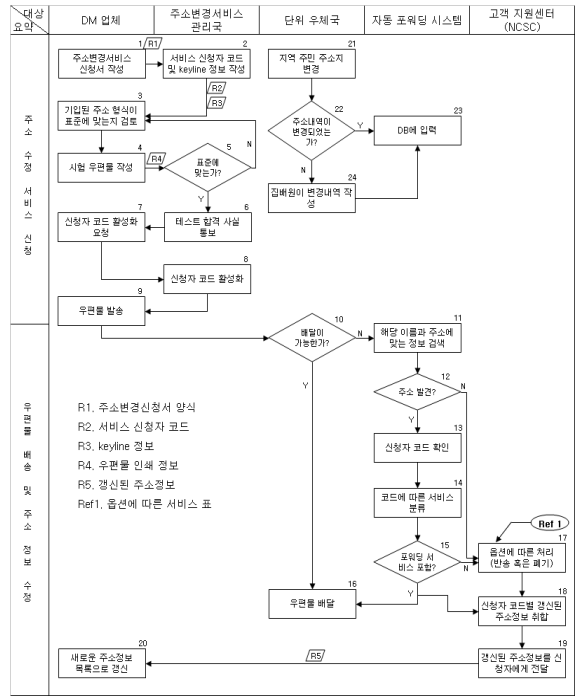 대상
요약
DM 업체
주소변경서비스
관리국
단위 우체국
자동 포워딩 시스템
고객 지원센터
(NCSC)
주소 수정 서비스 신청
1
주소변경서비스
신청서 작성
R1
2
서비스 신청자 코드
및 keyline 정보 작성
R2
R3
21
지역 주민 주소지
변경
3
기입된 주소 형식이
표준에 맞는지 검토
22
주소내역이
변경되었는
가?
Y
N
23
DB에 입력
4
시험 우편물 작성
R4
5
표준에
맞는가?
N
Y
24
집배원이 변경내역 작
성
7
신청자 코드 활성화
요청
6
테스트 합격 사실
통보
8
신청자 코드 활성화
9
우편물 발송
우편물 배송 및 주소 정보 수정
10
배달이
가능한가?
N
Y
11
해당 이름과 주소에
맞는 정보 검색
12
주소 발견?
N
Y
13
신청자 코드 확인
14
코드에 따른 서비스
분류
15
포워딩 서
비스 포함?
N
Y
R1, 주소변경신청서 양식
R2, 서비스 신청자 코드
R3, keyline 정보
R4, 우편물 인쇄 정보
R5, 갱신된 주소정보
Ref1, 옵션에 따른 서비스 표
Ref 1
17
옵션에 따른 처리
(반송 혹은 폐기)
16
우편물 배달
18
신청자 코드별 갱신된
주소정보 취합
19
갱신된 주소정보를 신
청자에게 전달
R5
20
새로운 주소정보
목록으로 갱신